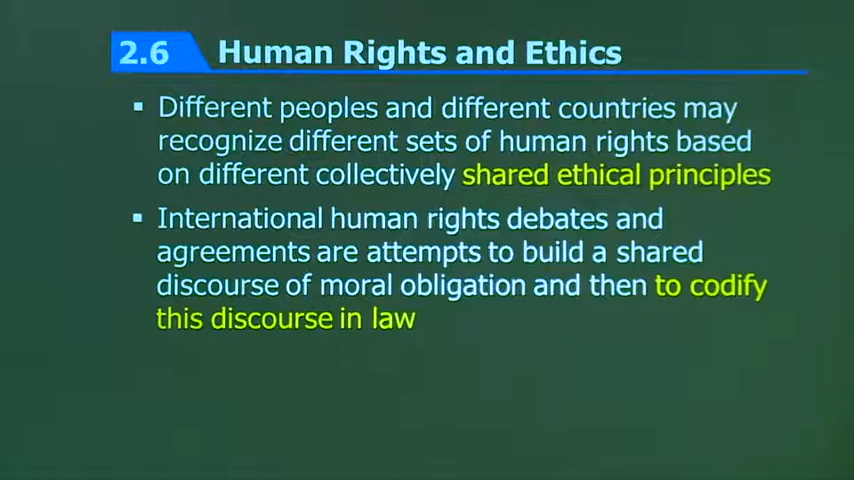 2.6 Human Rights and Ethics
▪ Different peoples and different countries may
recognize different sets of human rights based
on different collectively shared ethical principles
▪ International human rights debates and
agreements are attempts to build a shared
discourse of moral obligation and then to codify
this discourse in law